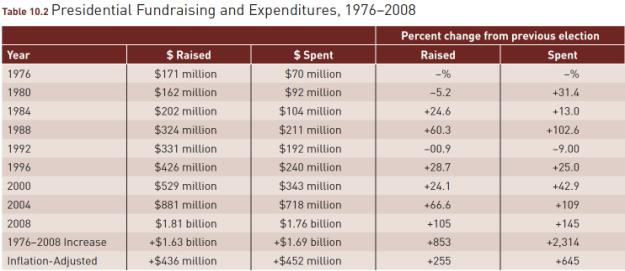 Table 10.2 Presidential Fundraising and Expenditures, 1976–2008
Percent change from previous election
Year $ Raised $ Spent Raised Spent
1976 $171 million $70 million –% –%
1980 $162 million $92 million –5.2 +31.4
1984 $202 million $104 million +24.6 +13.0
1988 $324 million $211 million +60.3 +102.6
1992 $331 million $192 million –00.9 –9.00
1996 $426 million $240 million +28.7 +25.0
2000 $529 million $343 million +24.1 +42.9
2004 $881 million $718 million +66.6 +109
2008 $1.81 billion $1.76 billion +105 +145
1976–2008 Increase +$1.63 billion +$1.69 billion +853 +2,314
Inflation-Adjusted +$436 million +$452 million +255 +645